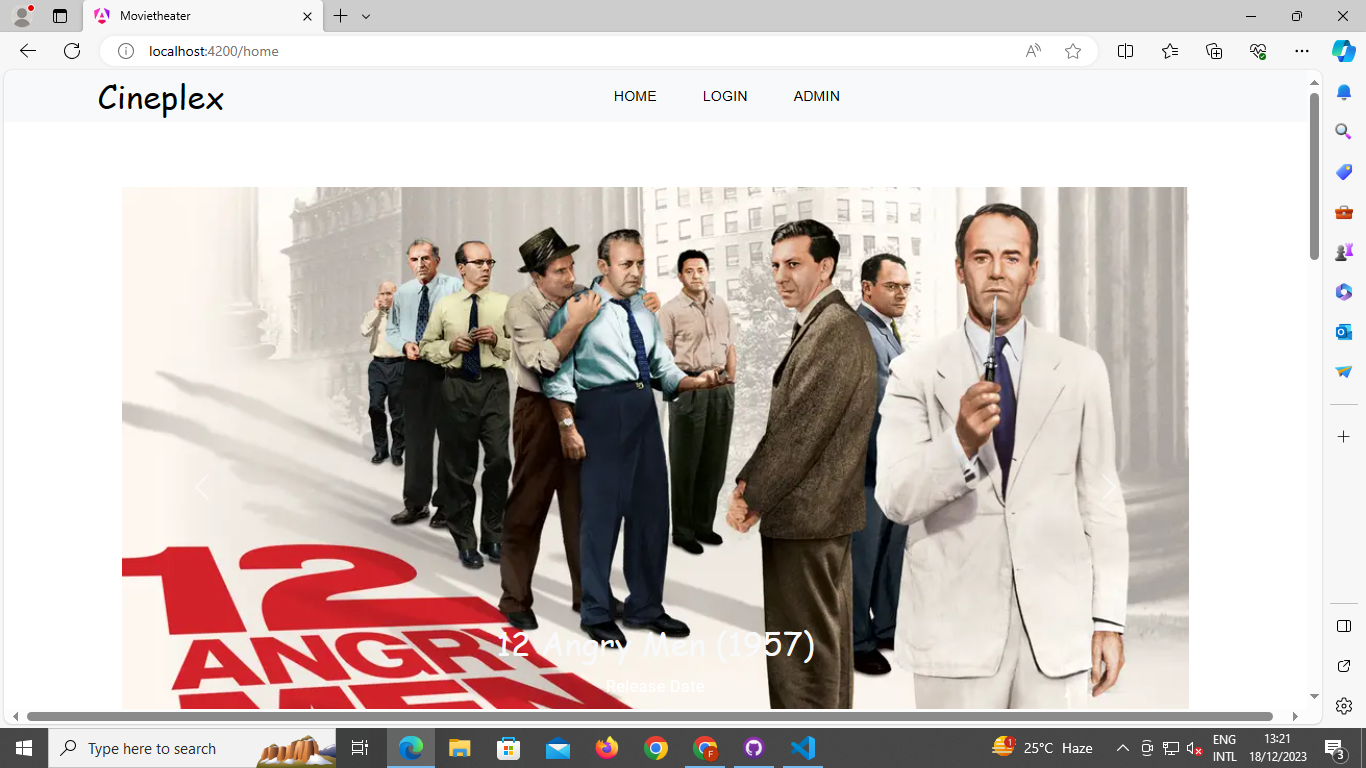 Movietheater
localhost:4200/home
Cineplex
HOME LOGIN ADMIN
12
ANGRY
MEN
12 Angry Men (1957)
Release Date
Type here to search
1
25°C Haze
ENG
INTL
13:21
18/12/2023
3